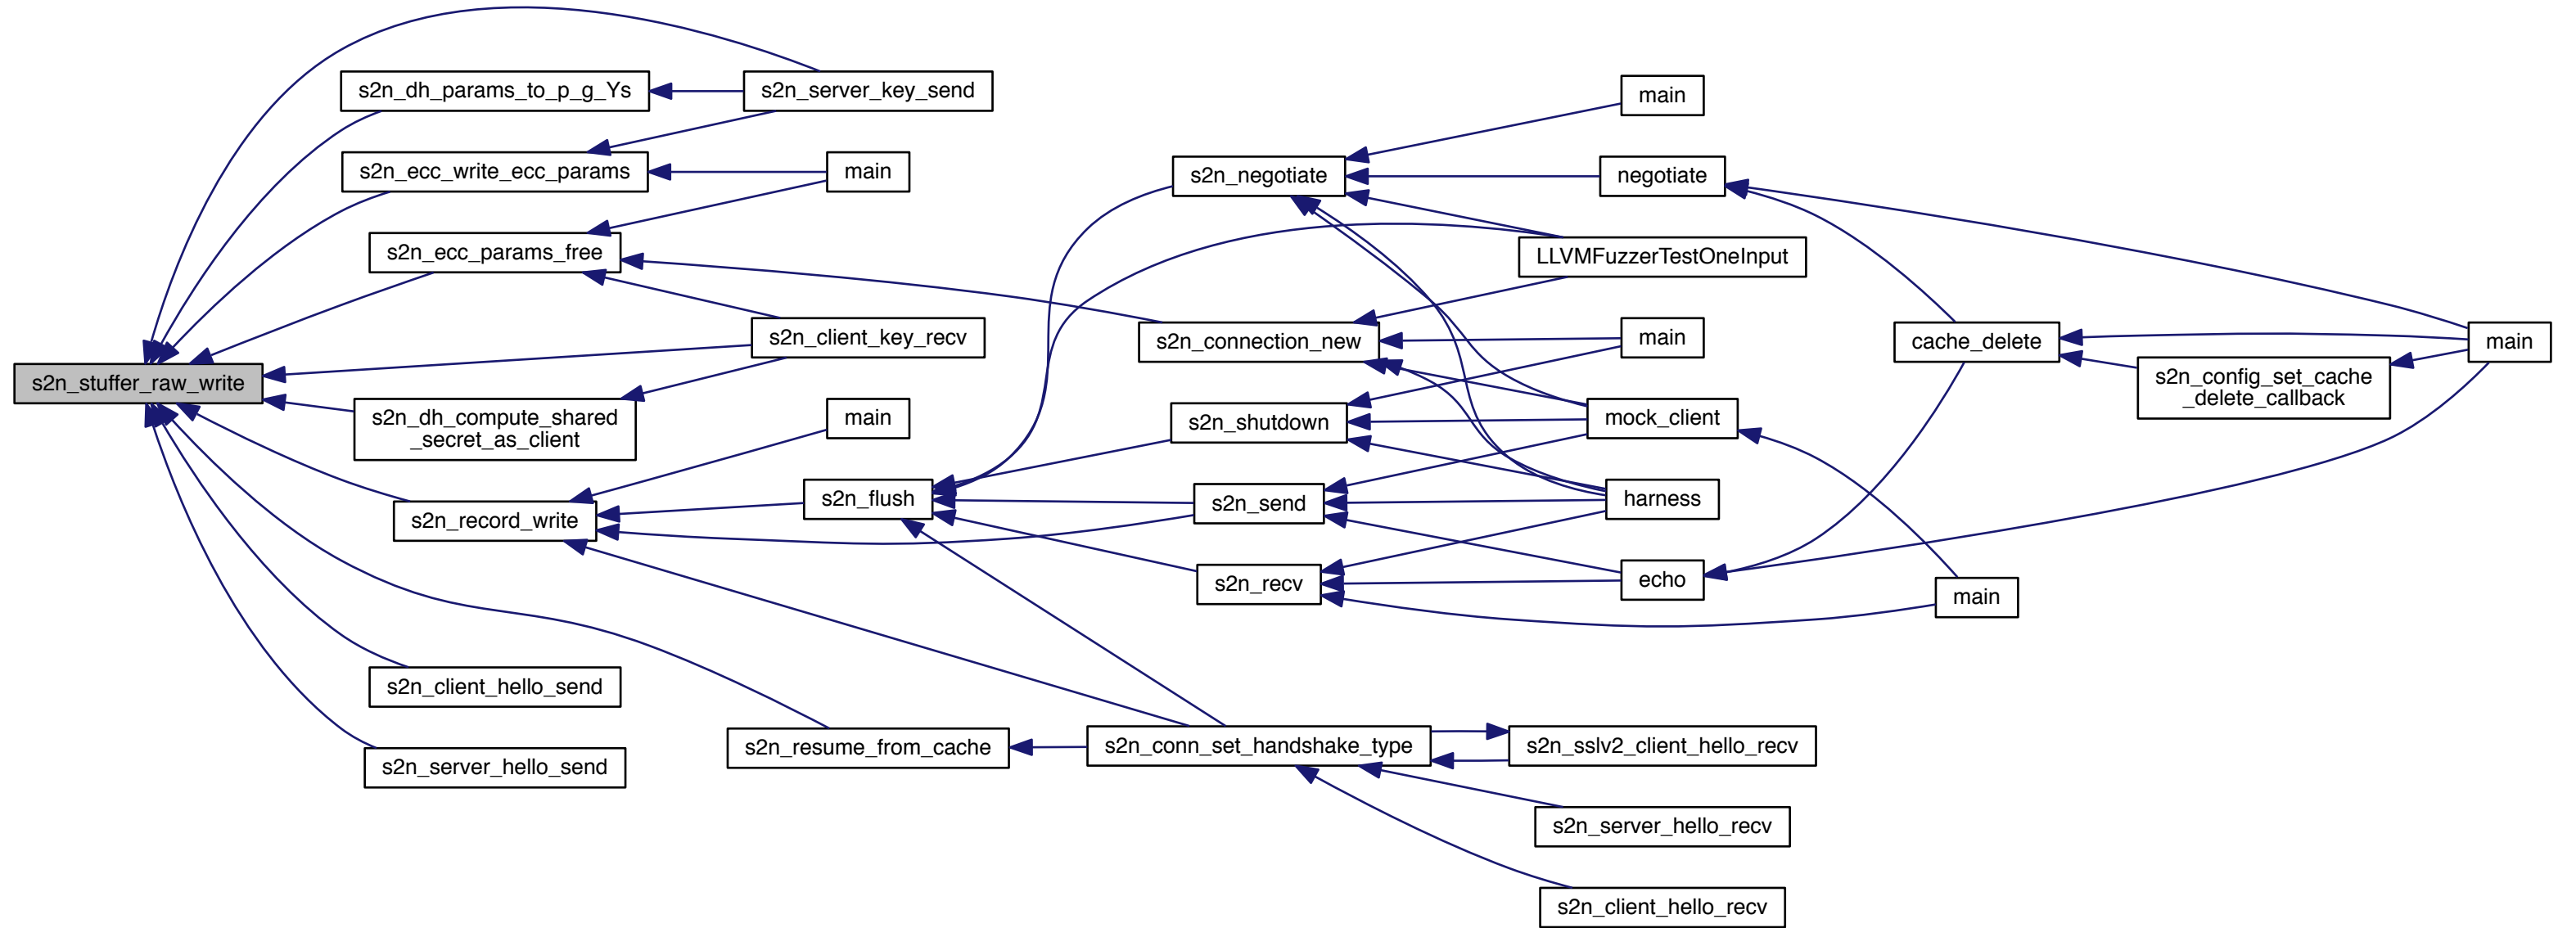 s2n_stuffer_raw_write
s2n_dh_params_to_p_g_Ys
s2n_ecc_write_ecc_params
s2n_ecc_params_free
s2n_dh_compute_shared
_secret_as_client
s2n_record_write
s2n_client_hello_send
s2n_server_hello_send
s2n_server_key_send
main
s2n_client_key_recv
main
s2n_flush
s2n_resume_from_cache
s2n_negotiate
s2n_connection_new
s2n_shutdown
s2n_send
s2n_recv
s2n_conn_set_handshake_type
main
negotiate
LLVMFuzzerTestOneInput
main
mock_client
harness
echo
s2n_sslv2_client_hello_recv
s2n_server_hello_recv
s2n_client_hello_recv
cache_delete
main
s2n_config_set_cache
_delete_callback
main